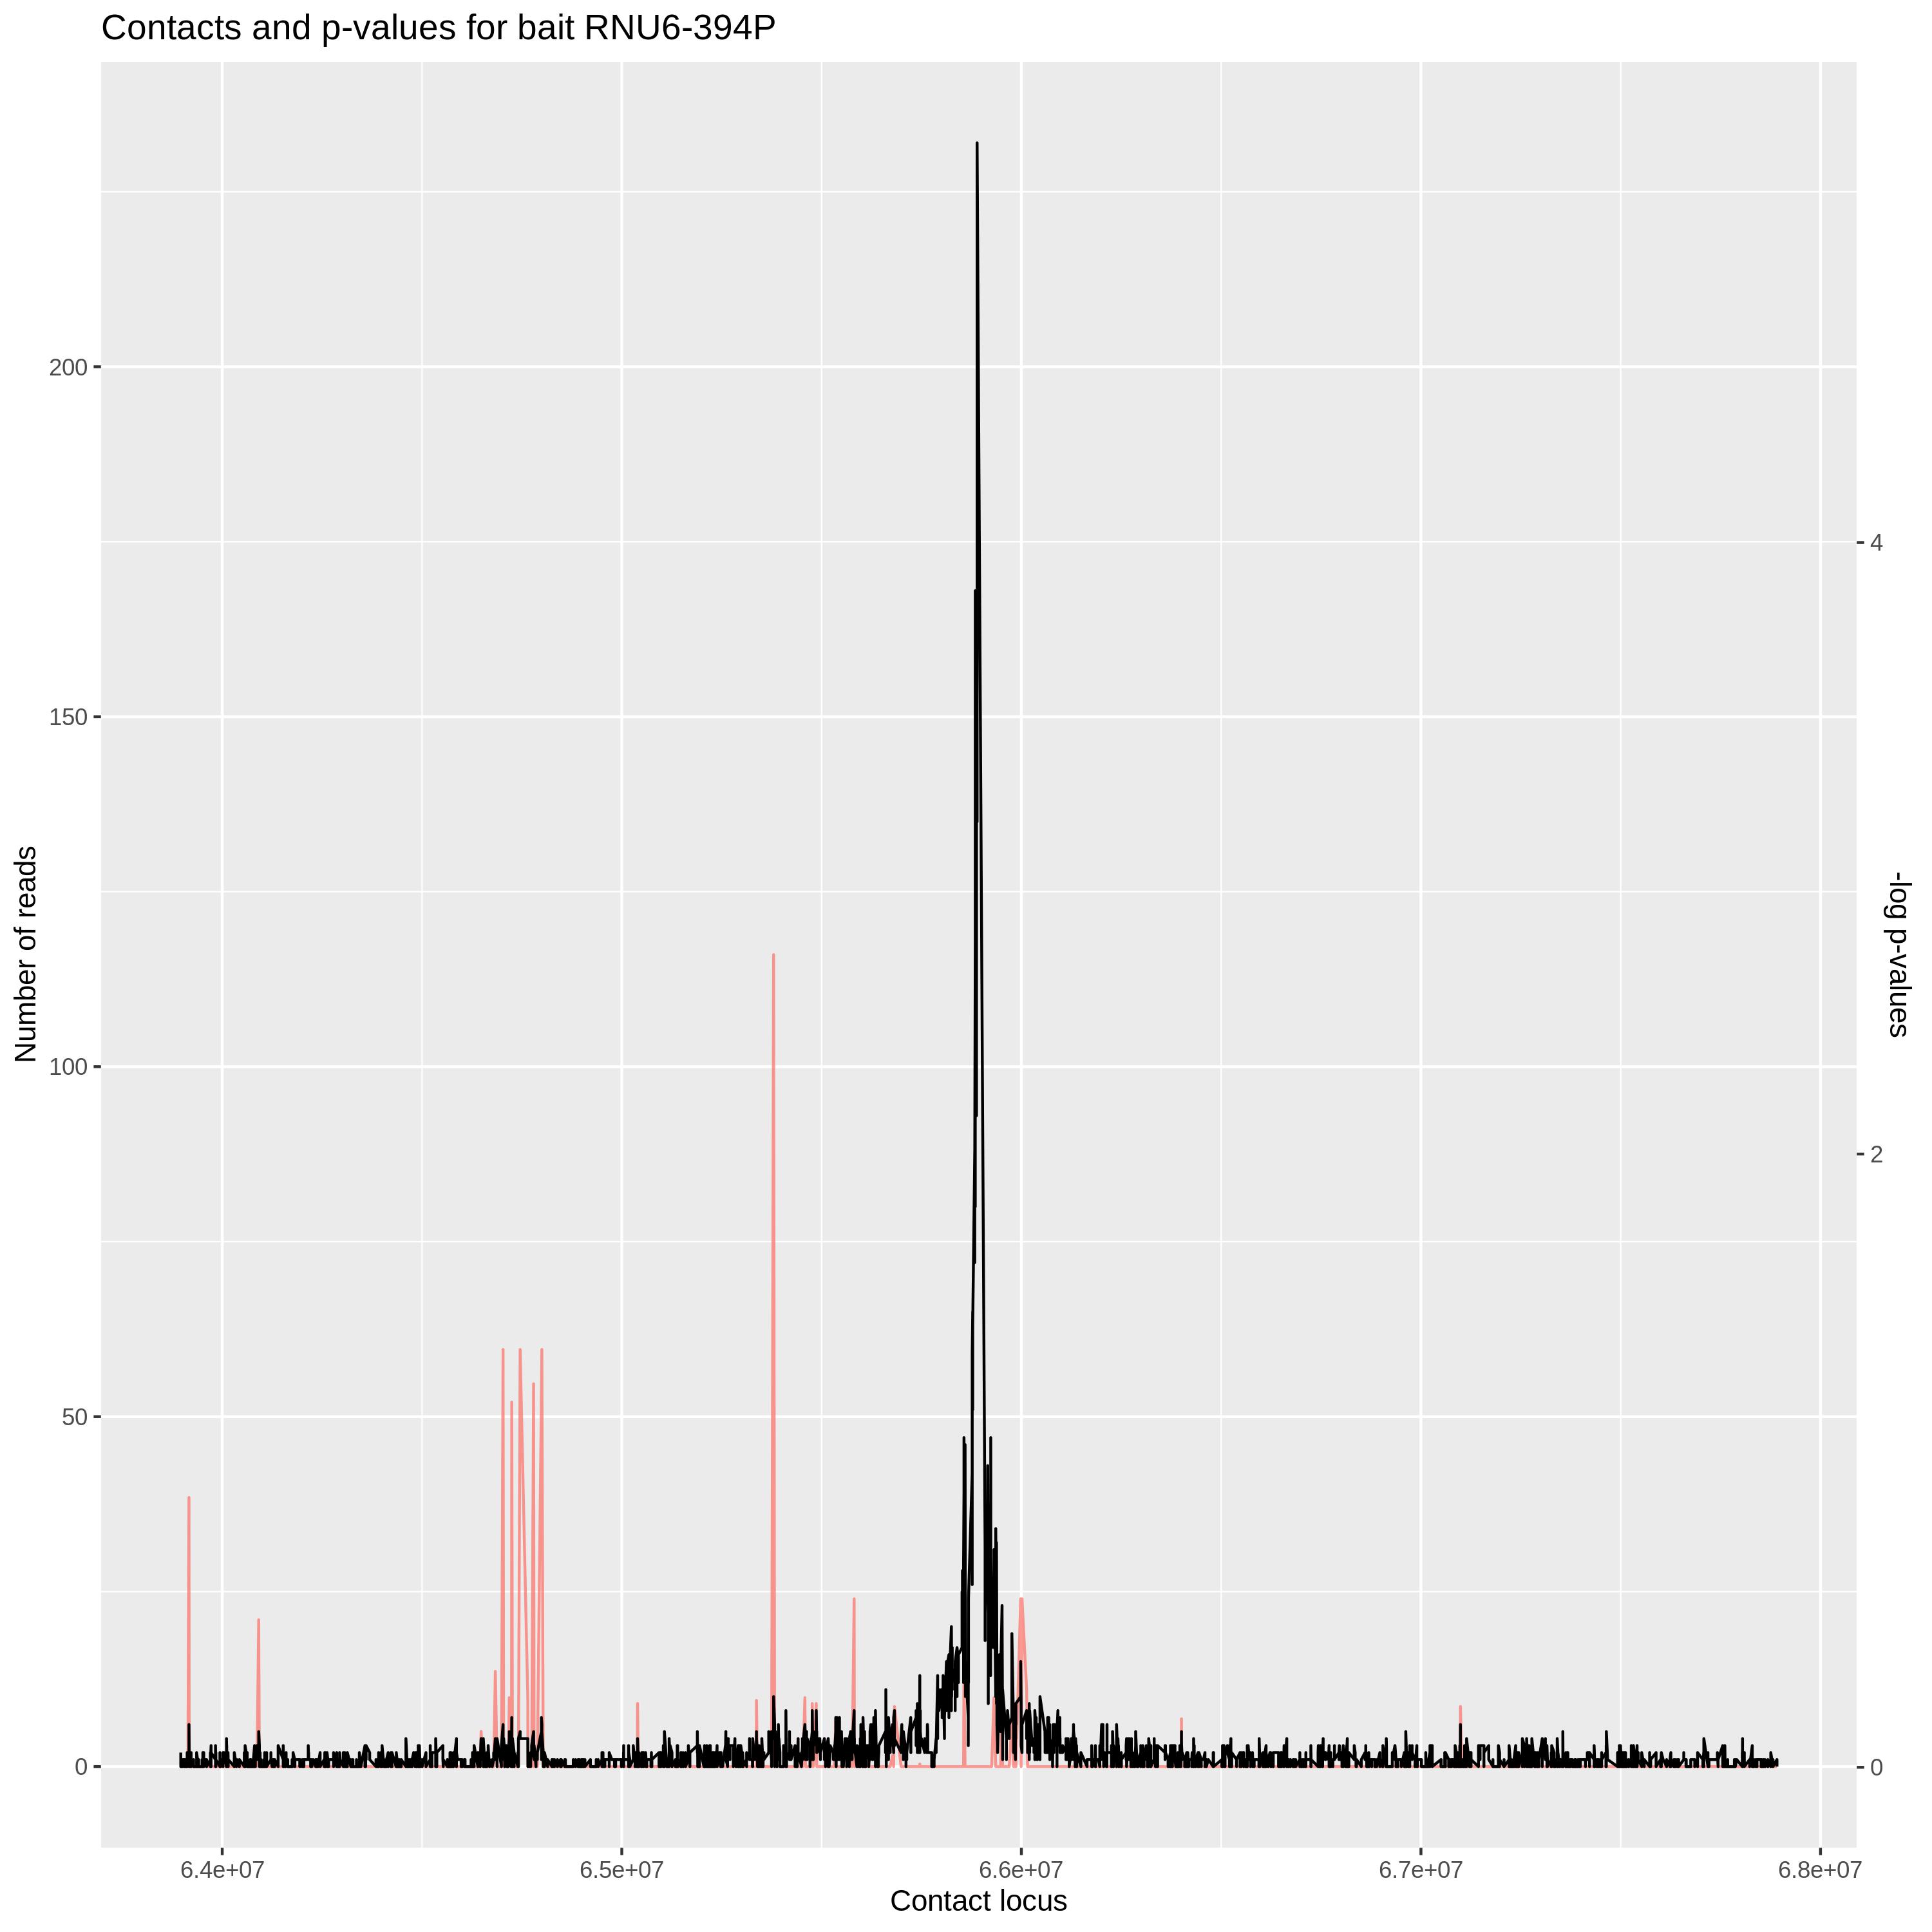 Contacts and p-values for bait RNU6-394P
200
150
100
50
0
Number of reads
4
2
0
-log p-values
6.4e+07
6.5e+07
6.6e+07
6.7e+07
6.8e+07
Contact locus